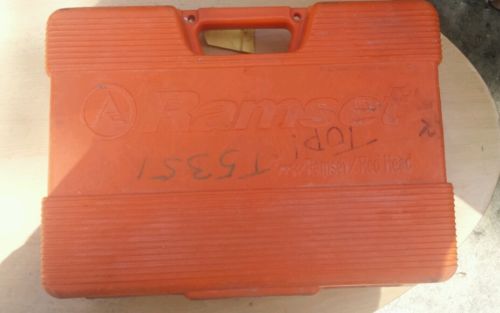 Ramset
TOP!
T5351
Ramset/Red Head